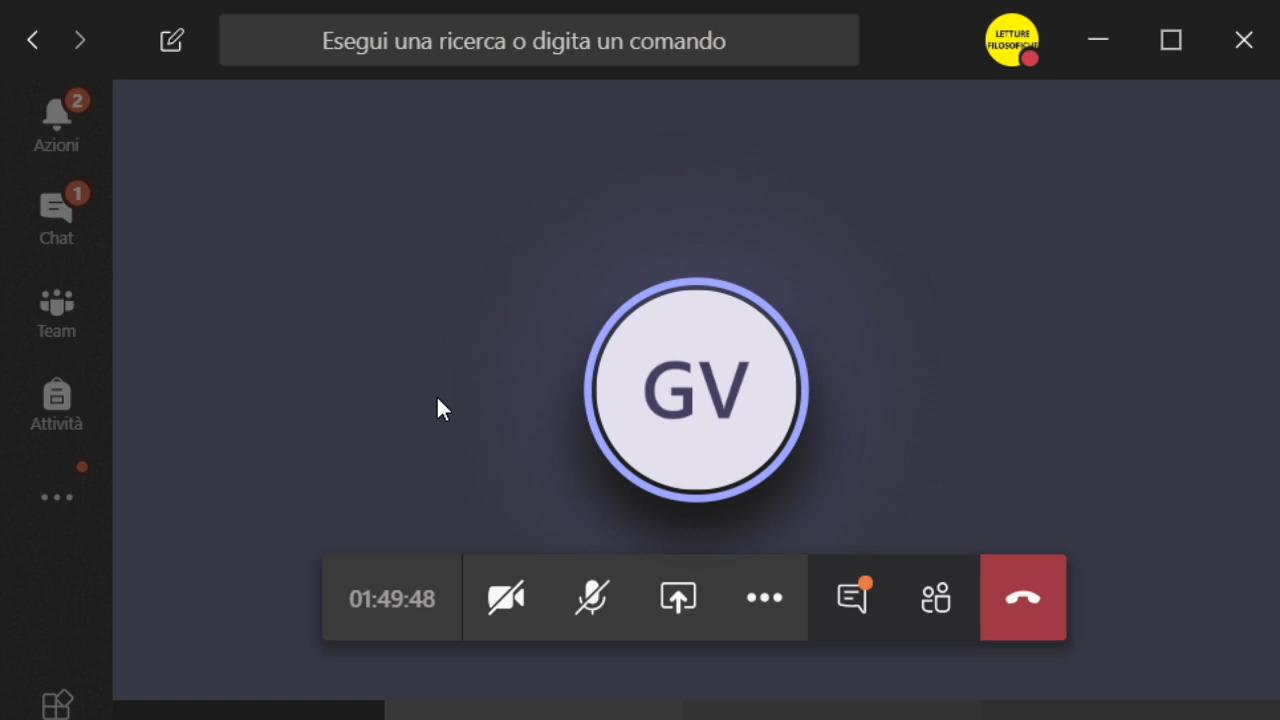 Esegui una ricerca o digita un comando
LETTURE
FILOSOFICHE
2
Azioni
1
Chat
Team
Attività
GV
01:49:48